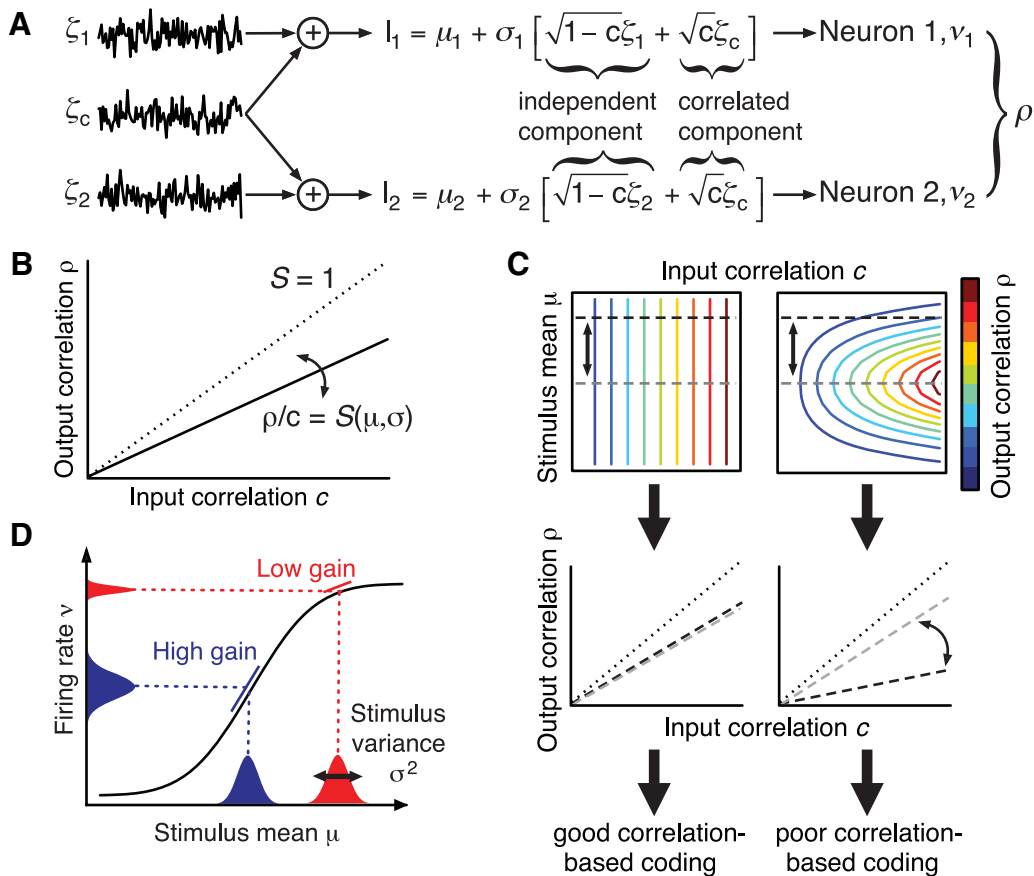 A
ζ1
I1 = μ1 + σ1 [√1−cζ1 + √cζc]
Neuron 1, ν1
ζc
independent component
correlated component
ρ
ζ2
I2 = μ2 + σ2 [√1−cζ2 + √cζc]
Neuron 2, ν2
B
Output correlation ρ
S = 1
ρ/c = S(μ,σ)
Input correlation c
C
Input correlation c
Stimulus mean μ
Output correlation ρ
Output correlation ρ
Input correlation c
good correlation-
based coding
poor correlation-
based coding
D
Firing rate ν
Low gain
High gain
Stimulus
variance
σ²
Stimulus mean μ